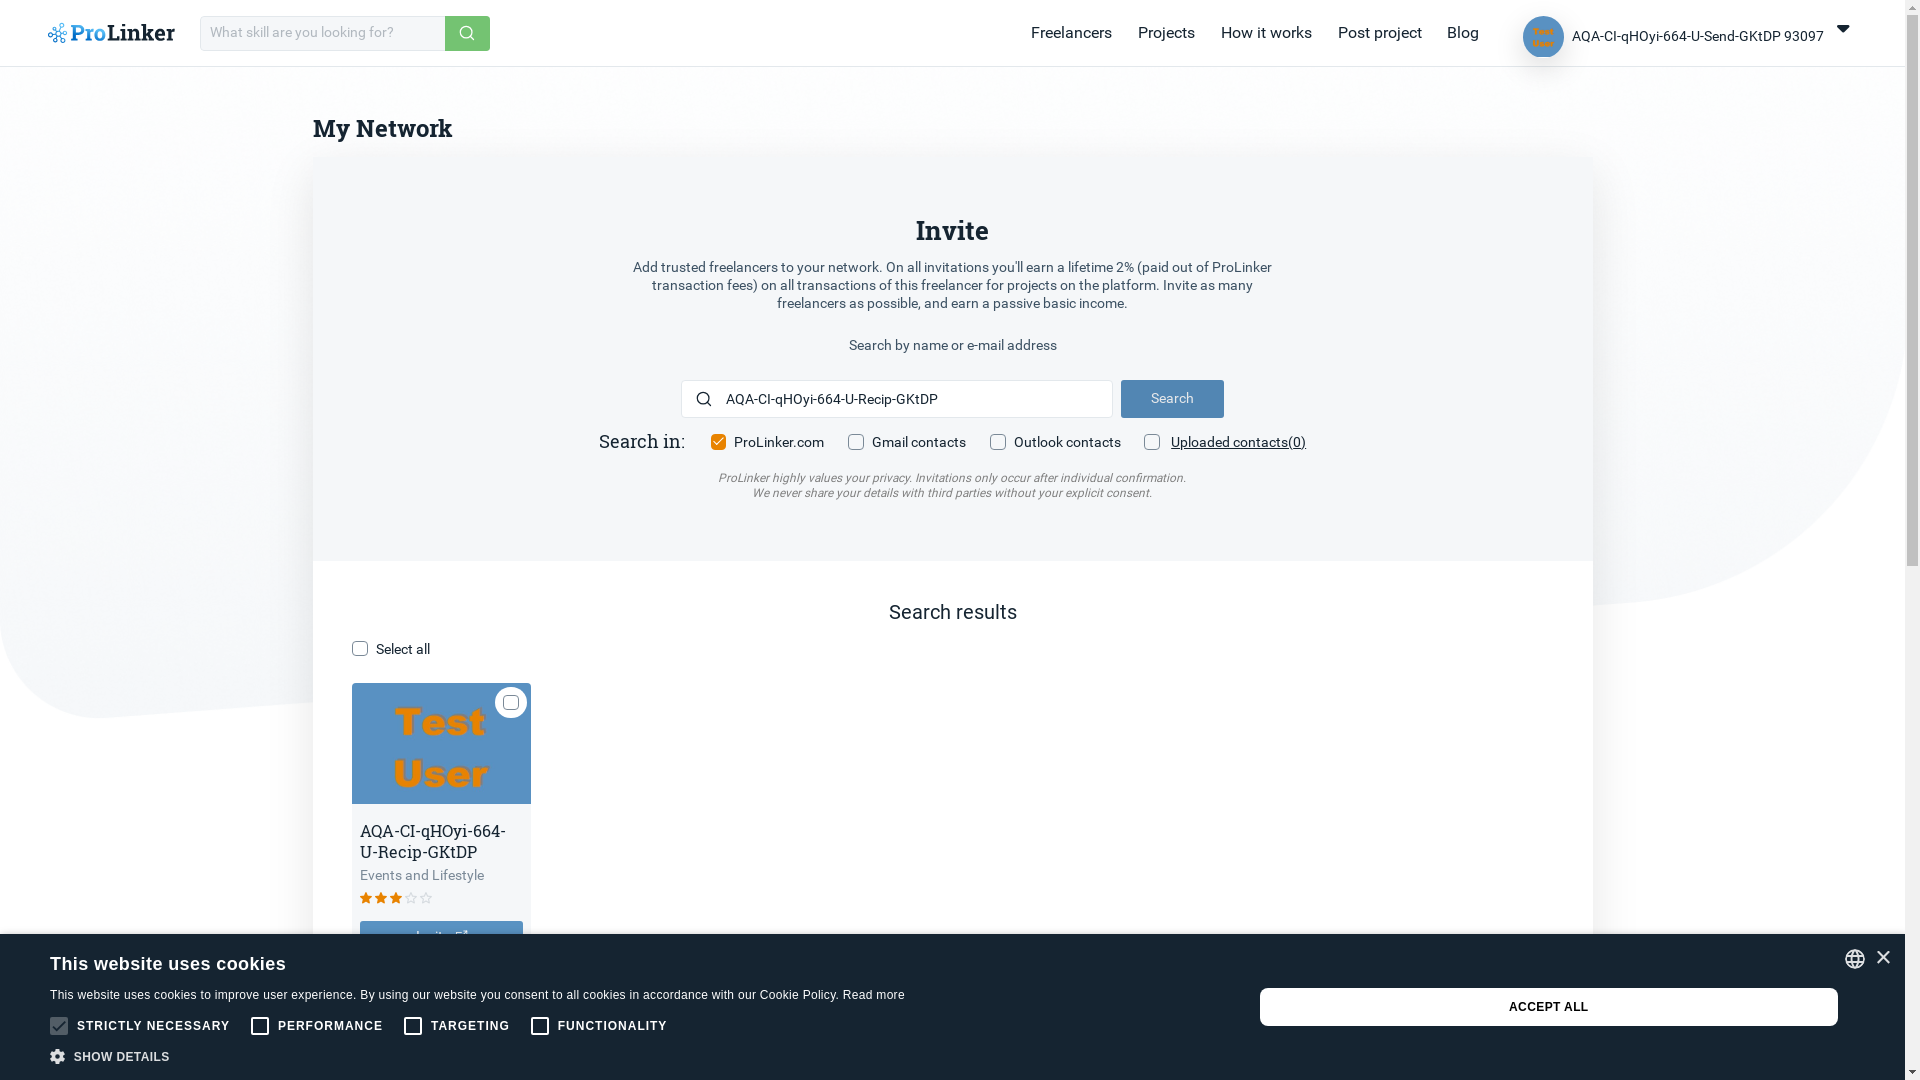 ProLinker
What skill are you looking for?
Freelancers
Projects
How it works
Post project
Blog
Test
User
AQA-CI-qHOyi-664-U-Send-GKtDP 93097
My Network
Invite
Add trusted freelancers to your network. On all invitations you'll earn a lifetime 2% (paid out of ProLinker
transaction fees) on all transactions of this freelancer for projects on the platform. Invite as many
freelancers as possible, and earn a passive basic income.
Search by name or e-mail address
AQA-CI-qHOyi-664-U-Recip-GKtDP
Search
Search in:
ProLinker.com
Gmail contacts
Outlook contacts
Uploaded contacts(0)
ProLinker highly values your privacy. Invitations only occur after individual confirmation.
We never share your details with third parties without your explicit consent.
Search results
Select all
Test
User
AQA-CI-qHOyi-664-
U-Recip-GKtDP
Events and Lifestyle
This website uses cookies
This website uses cookies to improve user experience. By using our website you consent to all cookies in accordance with our Cookie Policy. Read more
STRICTLY NECESSARY
PERFORMANCE
TARGETING
FUNCTIONALITY
SHOW DETAILS
ACCEPT ALL